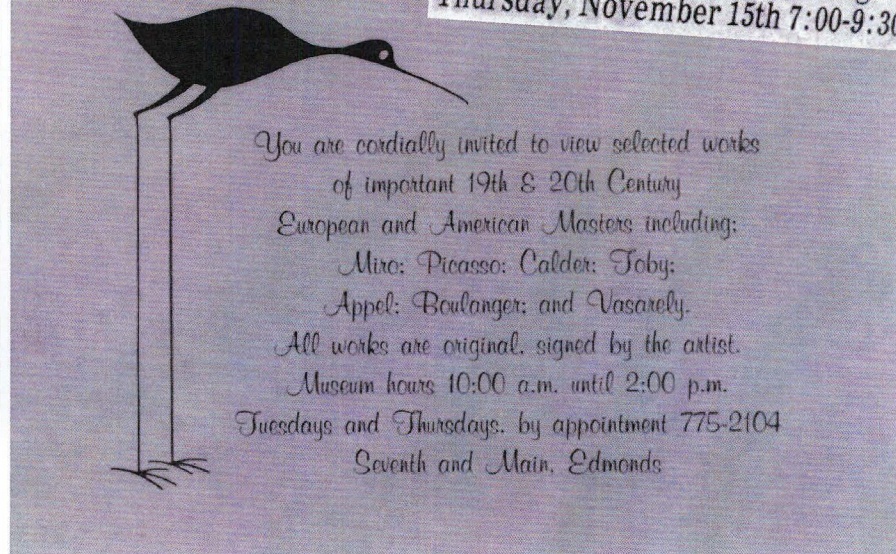 Thursday, November 15th 7:00-9:30
You are cordially invited to view selected works
of important 19th & 20th Century
European and American Masters including:
Miro: Picasso: Calder: Toby:
Appel: Boulanger: and Vasarely.
All works are original. signed by the artist.
Museum hours 10:00 a.m. until 2:00 p.m.
Tuesdays and Thursdays. by appointment 775-2104
Seventh and Main. Edmonds